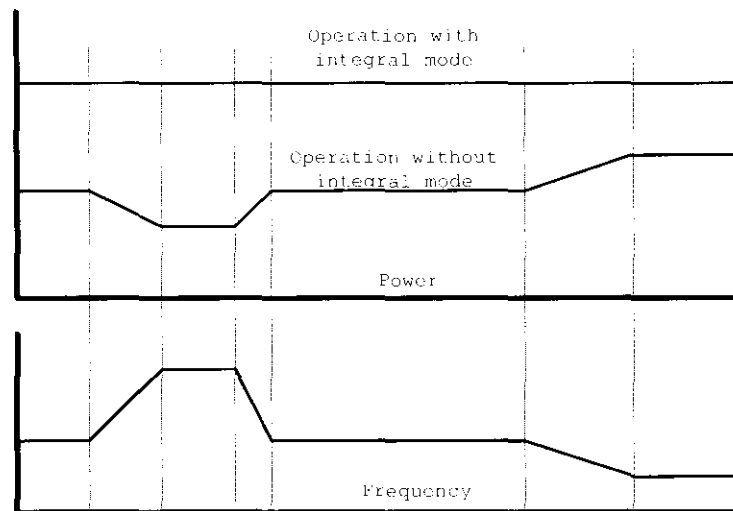 Operation with
integral mode
Operation without
integral mode
Power
Frequency